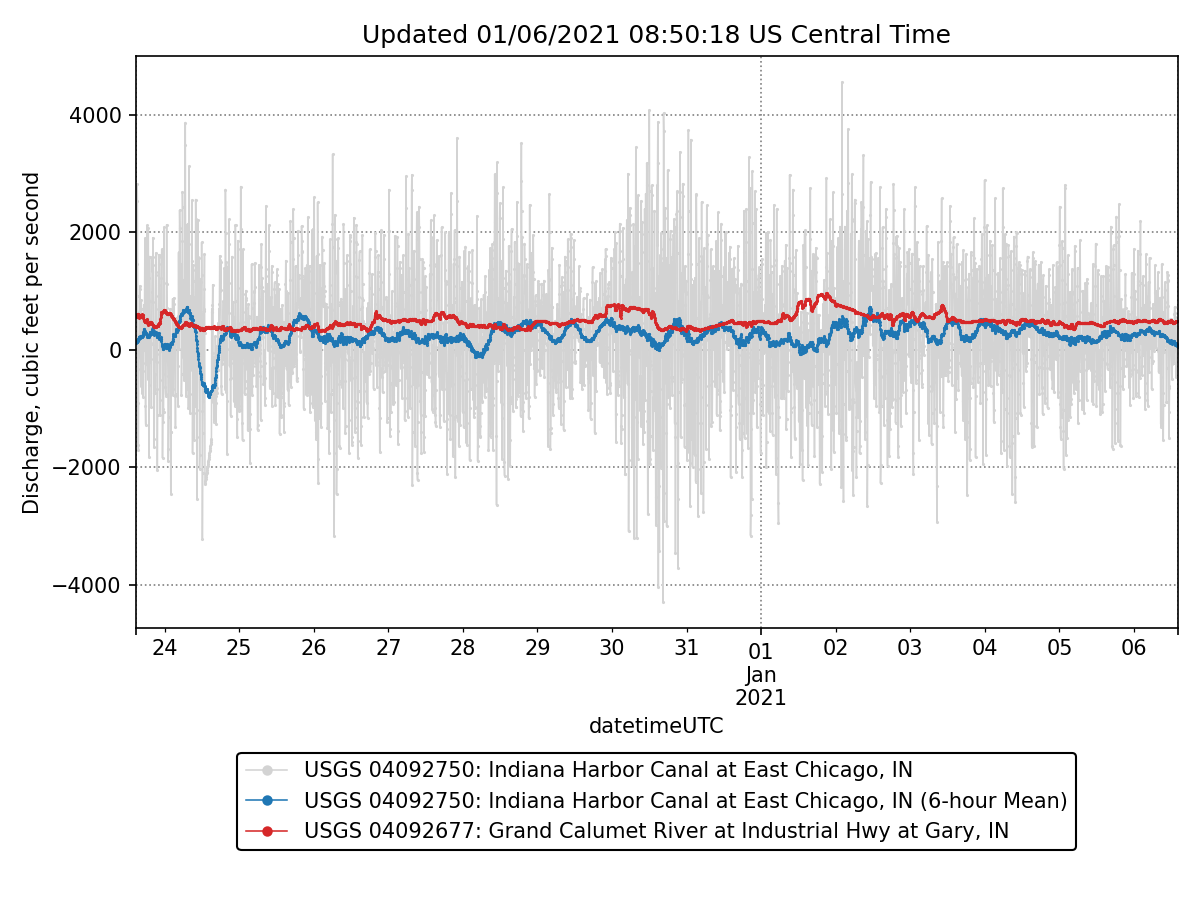 Updated 01/06/2021 08:50:18 US Central Time
Discharge, cubic feet per second
4000
2000
0
−2000
−4000
24 25 26 27 28 29 30 31 01 02 03 04 05 06
Jan
2021
datetimeUTC
USGS 04092750: Indiana Harbor Canal at East Chicago, IN
USGS 04092750: Indiana Harbor Canal at East Chicago, IN (6-hour Mean)
USGS 04092677: Grand Calumet River at Industrial Hwy at Gary, IN